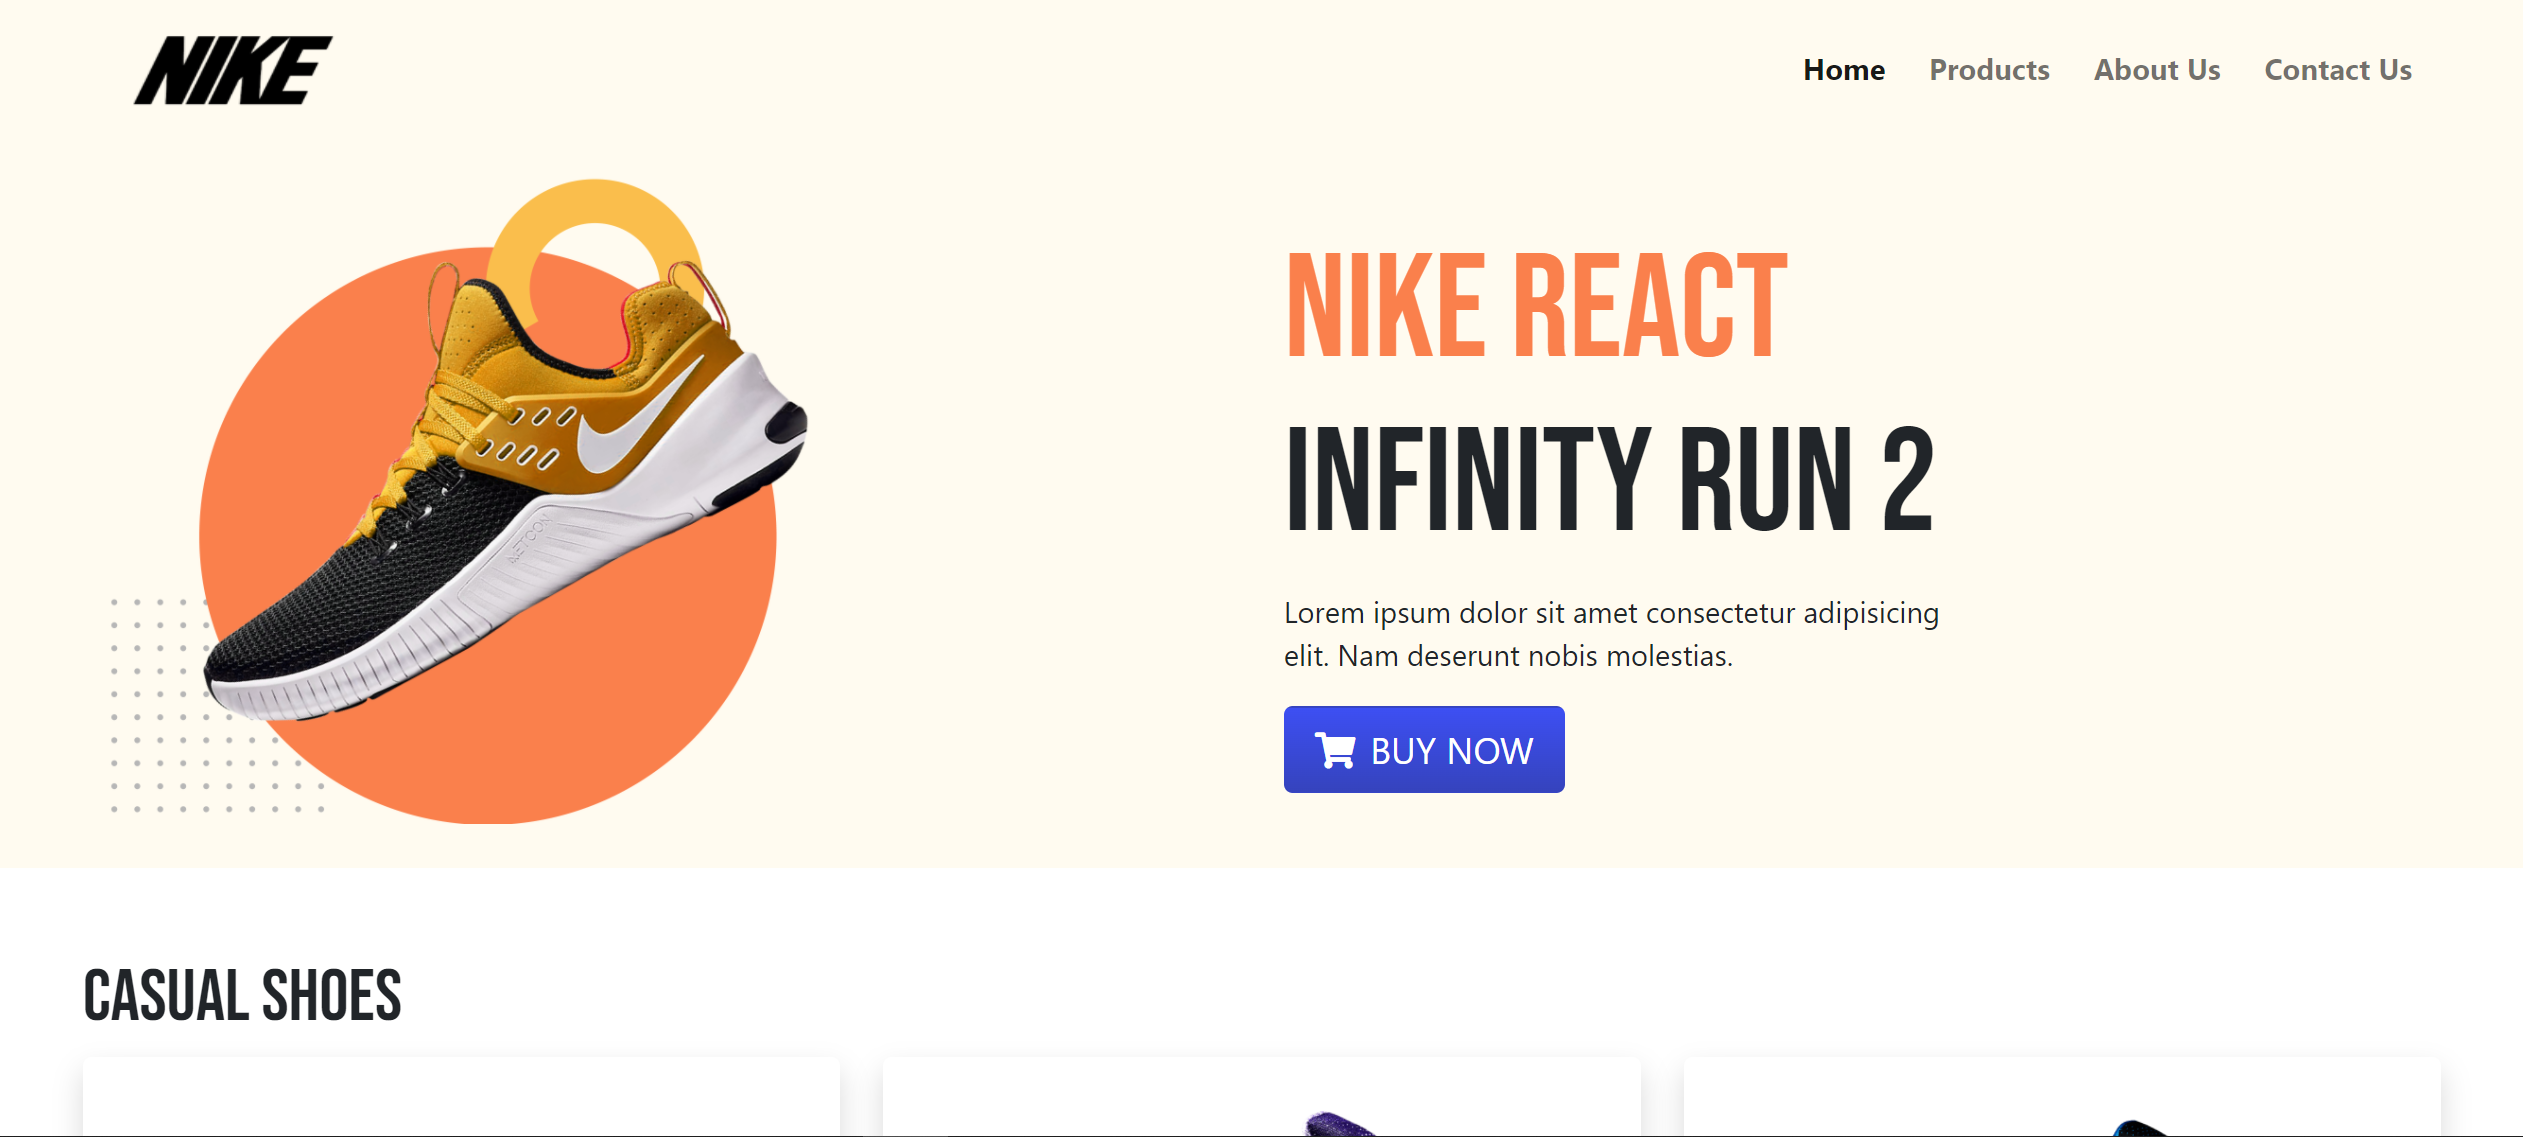 NIKE
Home Products About Us Contact Us
NIKE REACT
INFINITY RUN 2
METCON
Lorem ipsum dolor sit amet consectetur adipisicing
elit. Nam deserunt nobis molestias.
BUY NOW
CASUAL SHOES